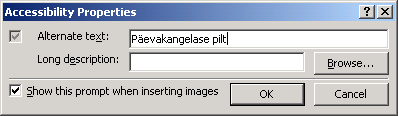 Accessibility Properties
Alternate text: Päevakangelase pilt
Long description: Browse...
Show this prompt when inserting images OK Cancel